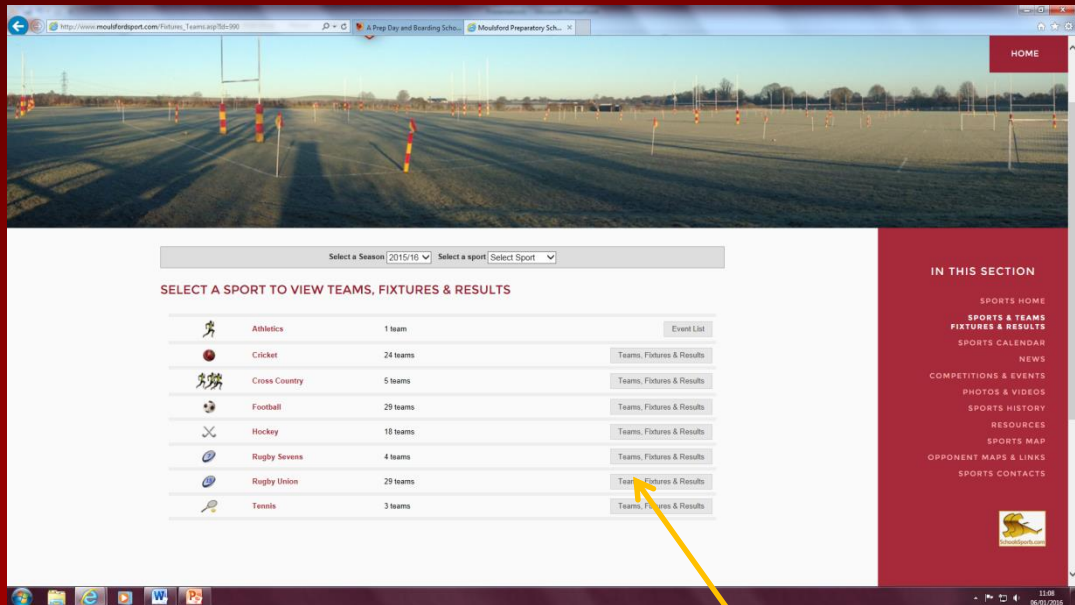 http://www.moulsfordsport.com/Fixtures_Teams.asp?Id=990
A Prep Day and Boarding Scho...
Moulsford Preparatory Sch...
HOME
Select a Season 2015/16 Select a sport Select Sport
SELECT A SPORT TO VIEW TEAMS, FIXTURES & RESULTS
Athletics 1 team Event List
Cricket 24 teams Teams, Fixtures & Results
Cross Country 5 teams Teams, Fixtures & Results
Football 29 teams Teams, Fixtures & Results
Hockey 18 teams Teams, Fixtures & Results
Rugby Sevens 4 teams Teams, Fixtures & Results
Rugby Union 29 teams Teams, Fixtures & Results
Tennis 3 teams Teams, Fixtures & Results
IN THIS SECTION
SPORTS HOME
SPORTS & TEAMS
FIXTURES & RESULTS
SPORTS CALENDAR
NEWS
COMPETITIONS & EVENTS
PHOTOS & VIDEOS
SPORTS HISTORY
RESOURCES
SPORTS MAP
OPPONENT MAPS & LINKS
SPORTS CONTACTS
SchoolSports.com
11:08
06/01/2016